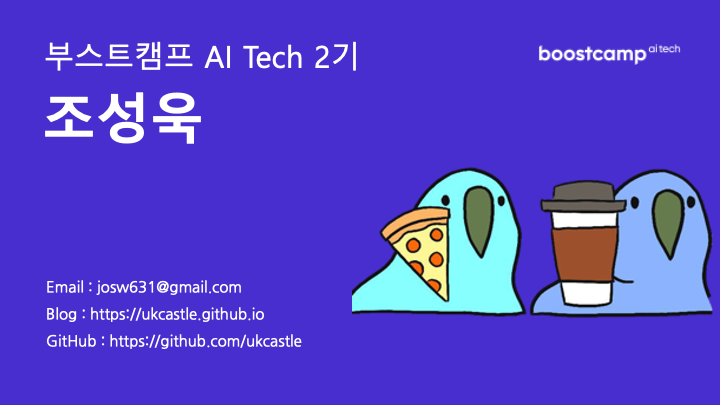 부스트캠프 AI Tech 2기
boostcamp ai tech
조성욱
Email : josw631@gmail.com
Blog : https://ukcastle.github.io
GitHub : https://github.com/ukcastle